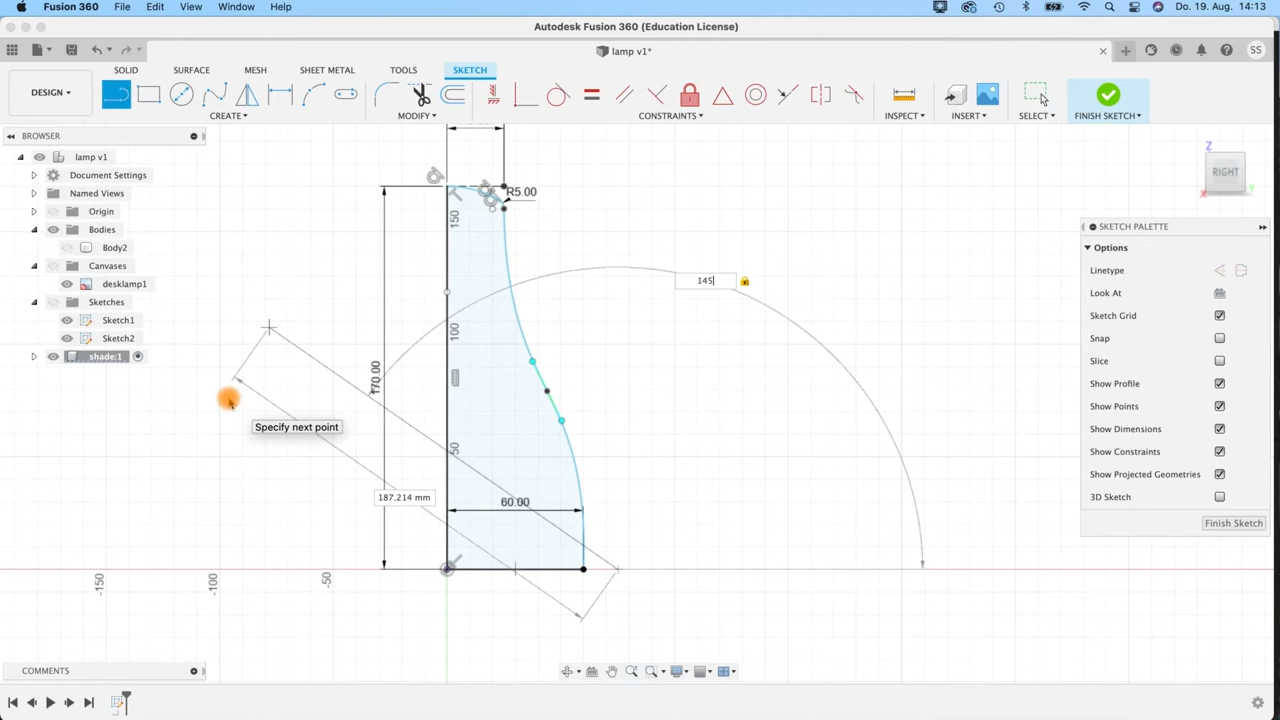 Fusion 360 File Edit View Window Help Do. 19. Aug. 14:13
Autodesk Fusion 360 (Education License)
lamp v1*
SS
SOLID SURFACE MESH SHEET METAL TOOLS SKETCH
DESIGN
CREATE MODIFY CONSTRAINTS INSPECT INSERT SELECT FINISH SKETCH
BROWSER
lamp v1
Document Settings
Named Views
Origin
Bodies
Body2
Canvases
desklamp1
Sketches
Sketch1
Sketch2
shade:1
R5.00
150
145
100
170.00
50
60.00
187.214 mm
Specify next point
-150
-100
-50
Z
RIGHT
X
Y
SKETCH PALETTE
Options
Linetype
Look At
Sketch Grid
Snap
Slice
Show Profile
Show Points
Show Dimensions
Show Constraints
Show Projected Geometries
3D Sketch
Finish Sketch
COMMENTS